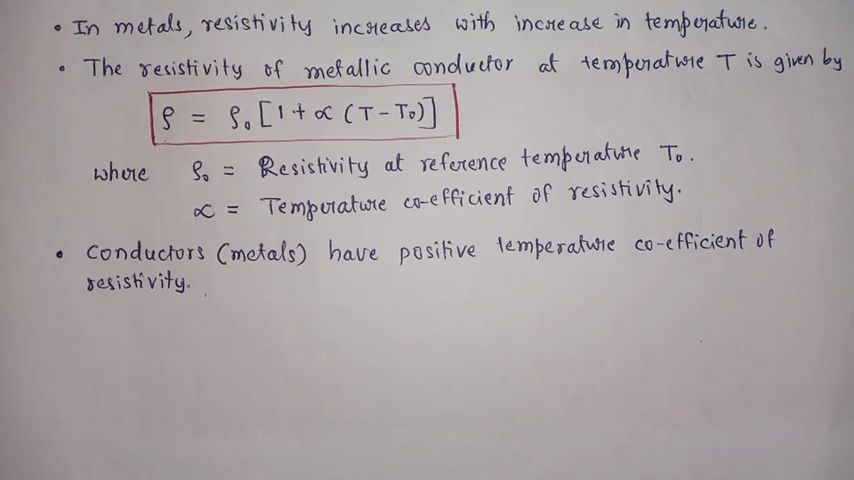 • In metals, resistivity increases with increase in temperature.
• The resistivity of metallic conductor at temperature T is given by
ρ = ρ₀ [1 + ∝ (T - T₀)]
where ρ₀ = Resistivity at reference temperature T₀.
∝ = Temperature co-efficient of resistivity.
• Conductors (metals) have positive temperature co-efficient of
resistivity.